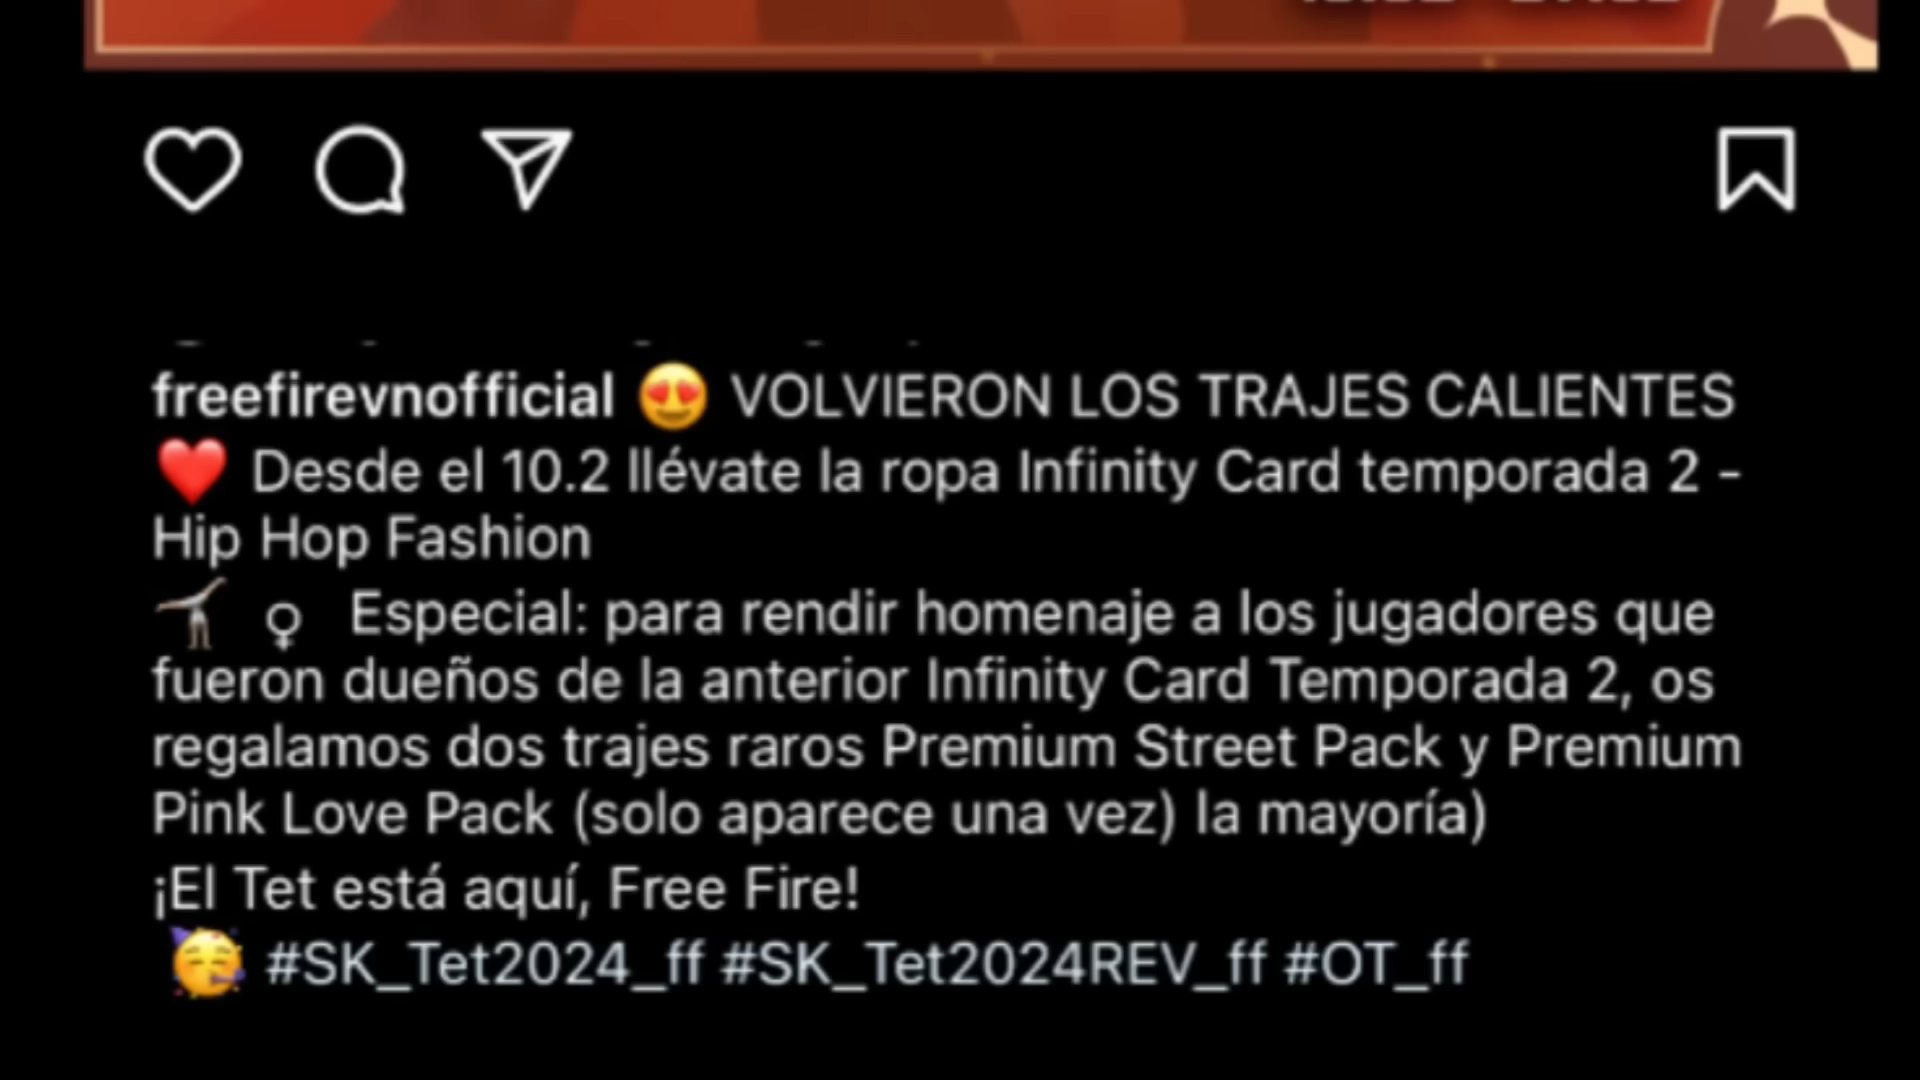 freefirevnofficial 😍 VOLVIERON LOS TRAJES CALIENTES
❤️ Desde el 10.2 llévate la ropa Infinity Card temporada 2 -
Hip Hop Fashion
🤸 ♀ Especial: para rendir homenaje a los jugadores que
fueron dueños de la anterior Infinity Card Temporada 2, os
regalamos dos trajes raros Premium Street Pack y Premium
Pink Love Pack (solo aparece una vez) la mayoría)
¡El Tet está aquí, Free Fire!
🥳 #SK_Tet2024_ff #SK_Tet2024REV_ff #OT_ff